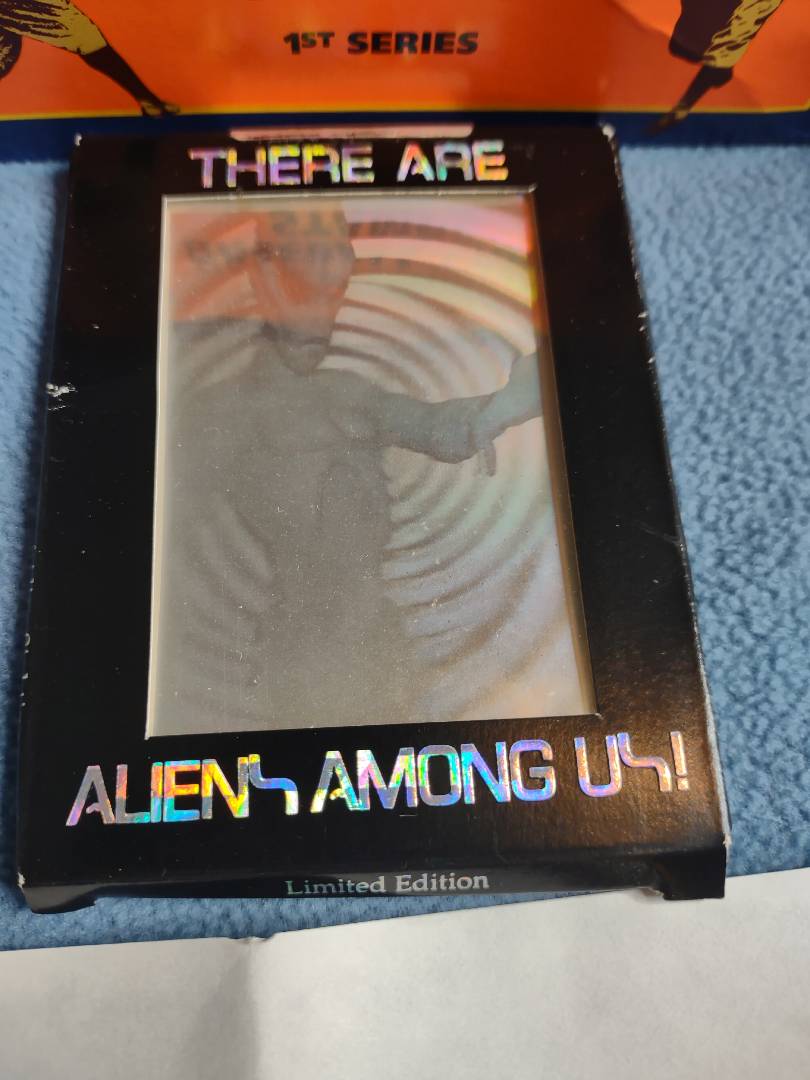 1ST SERIES
THERE ARE
ALIENS AMONG US!
Limited Edition